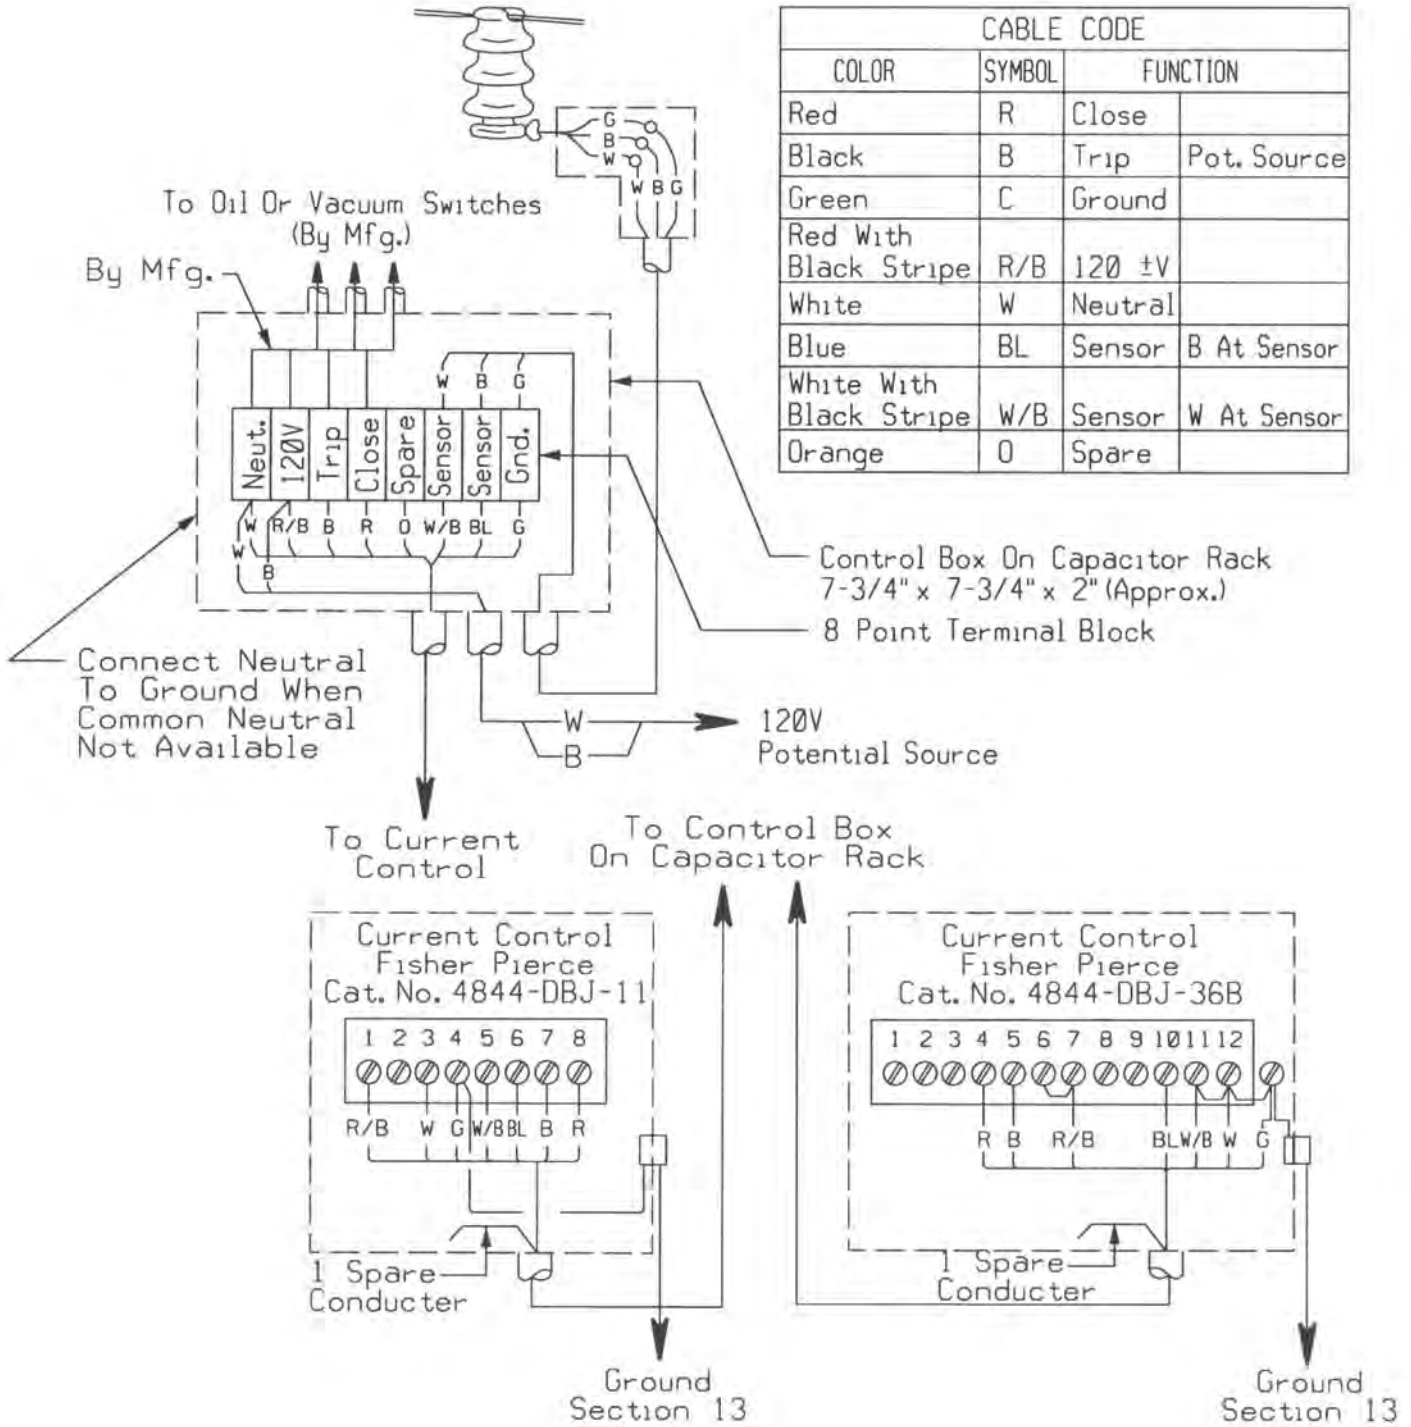 CABLE CODE
COLOR SYMBOL FUNCTION
Red R Close
Black B Trip Pot. Source
Green C Ground
Red With
Black Stripe R/B 120 ±V
White W Neutral
Blue BL Sensor B At Sensor
White With
Black Stripe W/B Sensor W At Sensor
Orange O Spare
G
B
W
W B G
To Oil Or Vacuum Switches
(By Mfg.)
By Mfg.
W B G
Neut. 120V Trip Close Spare Sensor Sensor Gnd.
W R/B B R O W/B BL G
W
B
Control Box On Capacitor Rack
7-3/4" x 7-3/4" x 2" (Approx.)
8 Point Terminal Block
Connect Neutral
To Ground When
Common Neutral
Not Available
W
B
120V
Potential Source
To Current
Control
To Control Box
On Capacitor Rack
Current Control
Fisher Pierce
Cat. No. 4844-DBJ-11
1 2 3 4 5 6 7 8
R/B W G W/B BL B R
1 Spare
Conducter
Ground
Section 13
Current Control
Fisher Pierce
Cat. No. 4844-DBJ-36B
1 2 3 4 5 6 7 8 9 10 11 12
R B R/B BL W/B W G
1 Spare
Conducter
Ground
Section 13